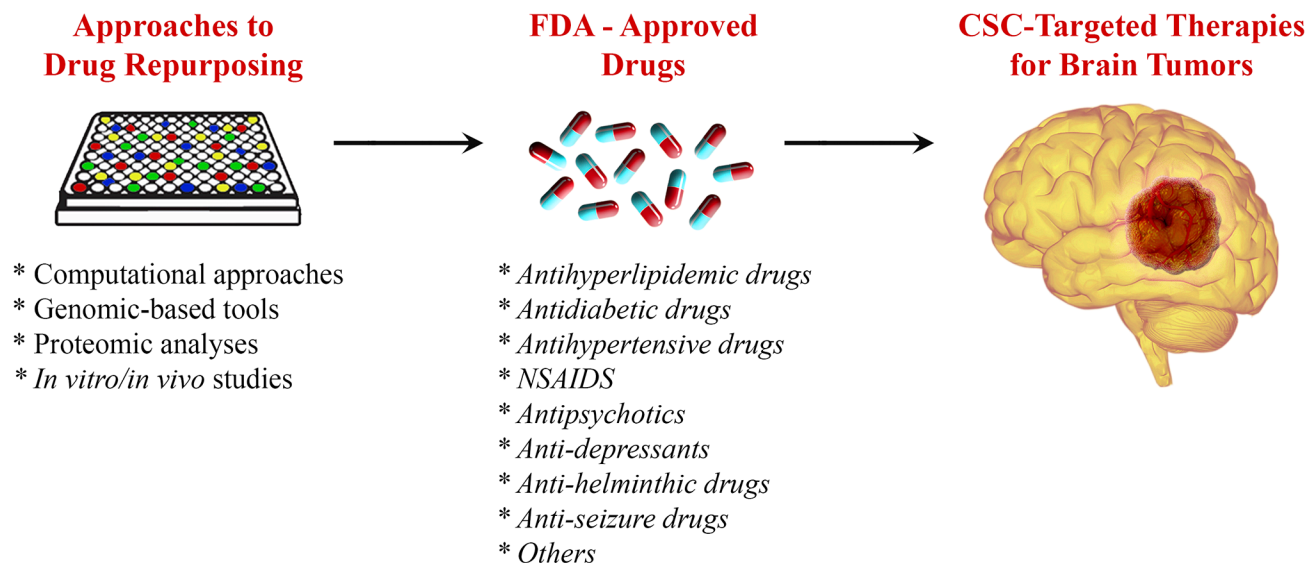 Approaches to
Drug Repurposing
* Computational approaches
* Genomic-based tools
* Proteomic analyses
* In vitro/in vivo studies
FDA - Approved
Drugs
* Antihyperlipidemic drugs
* Antidiabetic drugs
* Antihypertensive drugs
* NSAIDS
* Antipsychotics
* Anti-depressants
* Anti-helminthic drugs
* Anti-seizure drugs
* Others
CSC-Targeted Therapies
for Brain Tumors